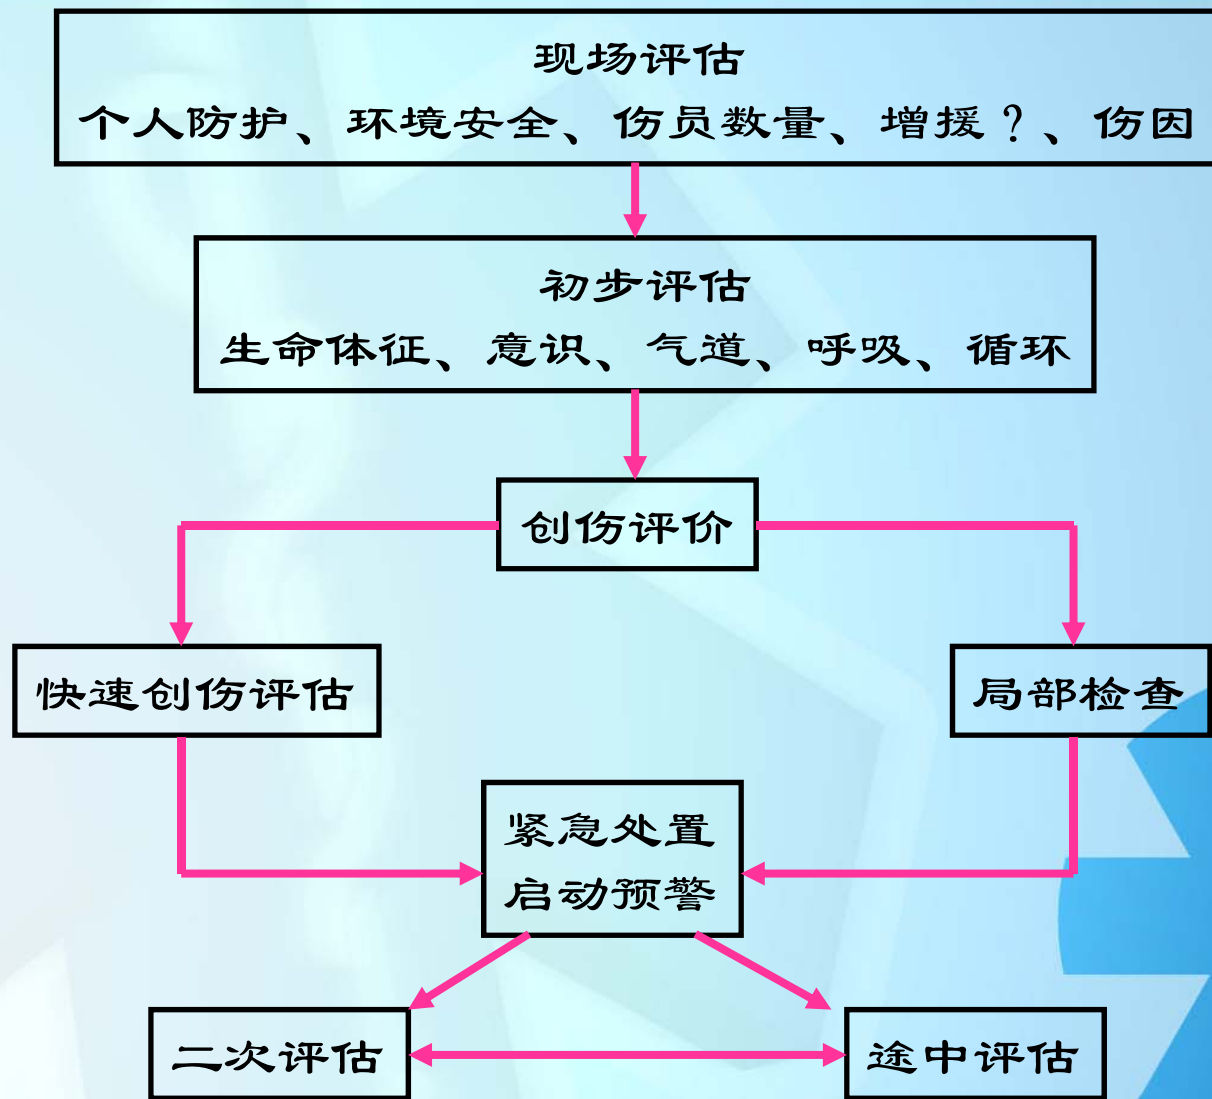 现场评估
个人防护、环境安全、伤员数量、增援？、伤因
初步评估
生命体征、意识、气道、呼吸、循环
创伤评价
快速创伤评估
局部检查
紧急处置
启动预警
二次评估
途中评估